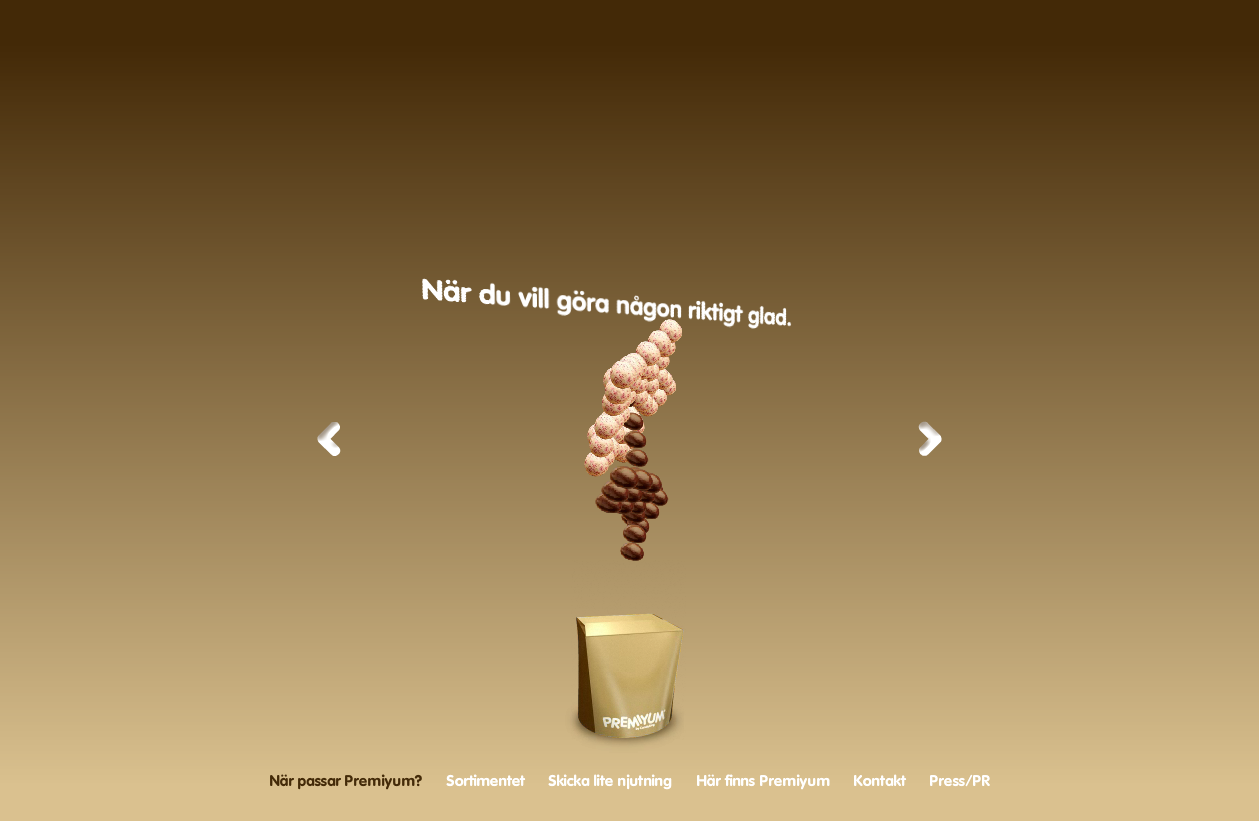 När du vill göra någon riktigt glad.
PREMIYUM
När passar Premiyum? Sortimentet Skicka lite njutning Här finns Premiyum Kontakt Press/PR